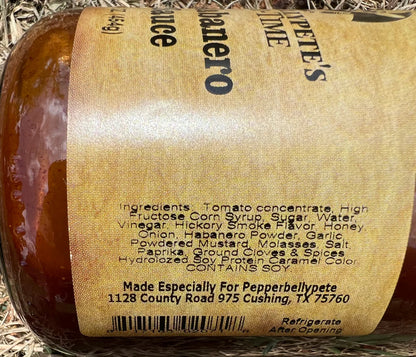 PETE'S
TIME
banero
uce
Ingredients: Tomato concentrate, High
Fructose Corn Syrup, Sugar, Water,
Vinegar, Hickory Smoke Flavor, Honey
Onion, Habanero Powder, Garlic,
Powdered Mustard, Molasses, Salt,
Paprika, Ground Cloves & Spices
Hydrolozed Soy Protein Caramel Color
CONTAINS SOY
Made Especially For Pepperbellypete
1128 County Road 975 Cushing, TX 75760
Refrigerate
After Opening